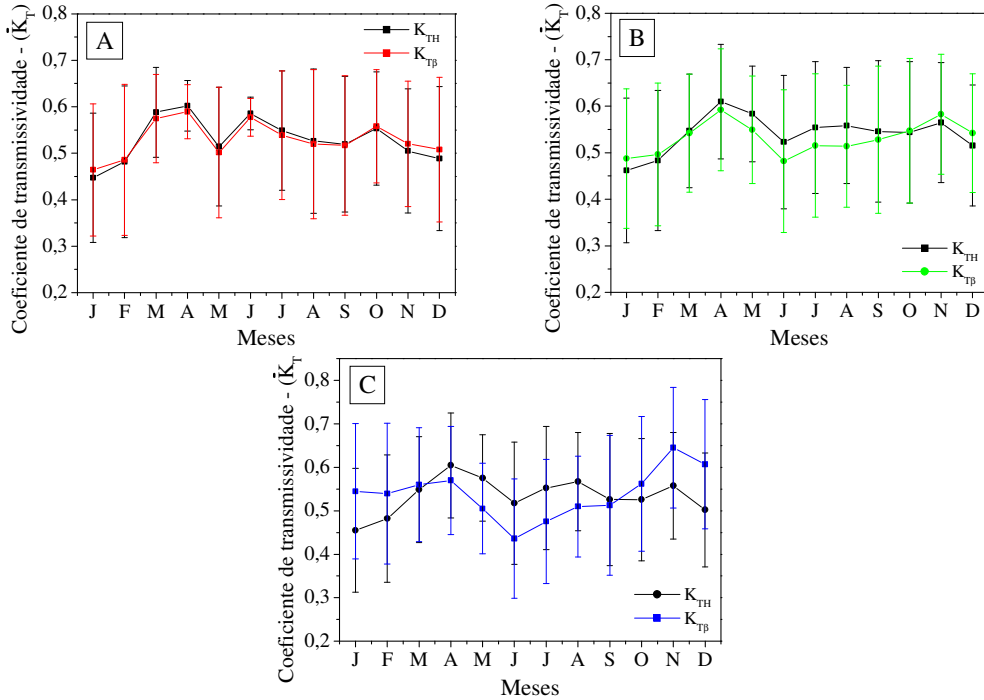 A
K_TH
K_Tβ
Coeficiente de transmissividade - (K̇_T)
0,8
0,7
0,6
0,5
0,4
0,3
0,2
J F M A M J J A S O N D
Meses
B
K_TH
K_Tβ
Coeficiente de transmissividade - (K̇_T)
0,8
0,7
0,6
0,5
0,4
0,3
0,2
J F M A M J J A S O N D
Meses
C
K_TH
K_Tβ
Coeficiente de transmissividade - (K̇_T
0,8
0,7
0,6
0,5
0,4
0,3
0,2
J F M A M J J A S O N D
Meses